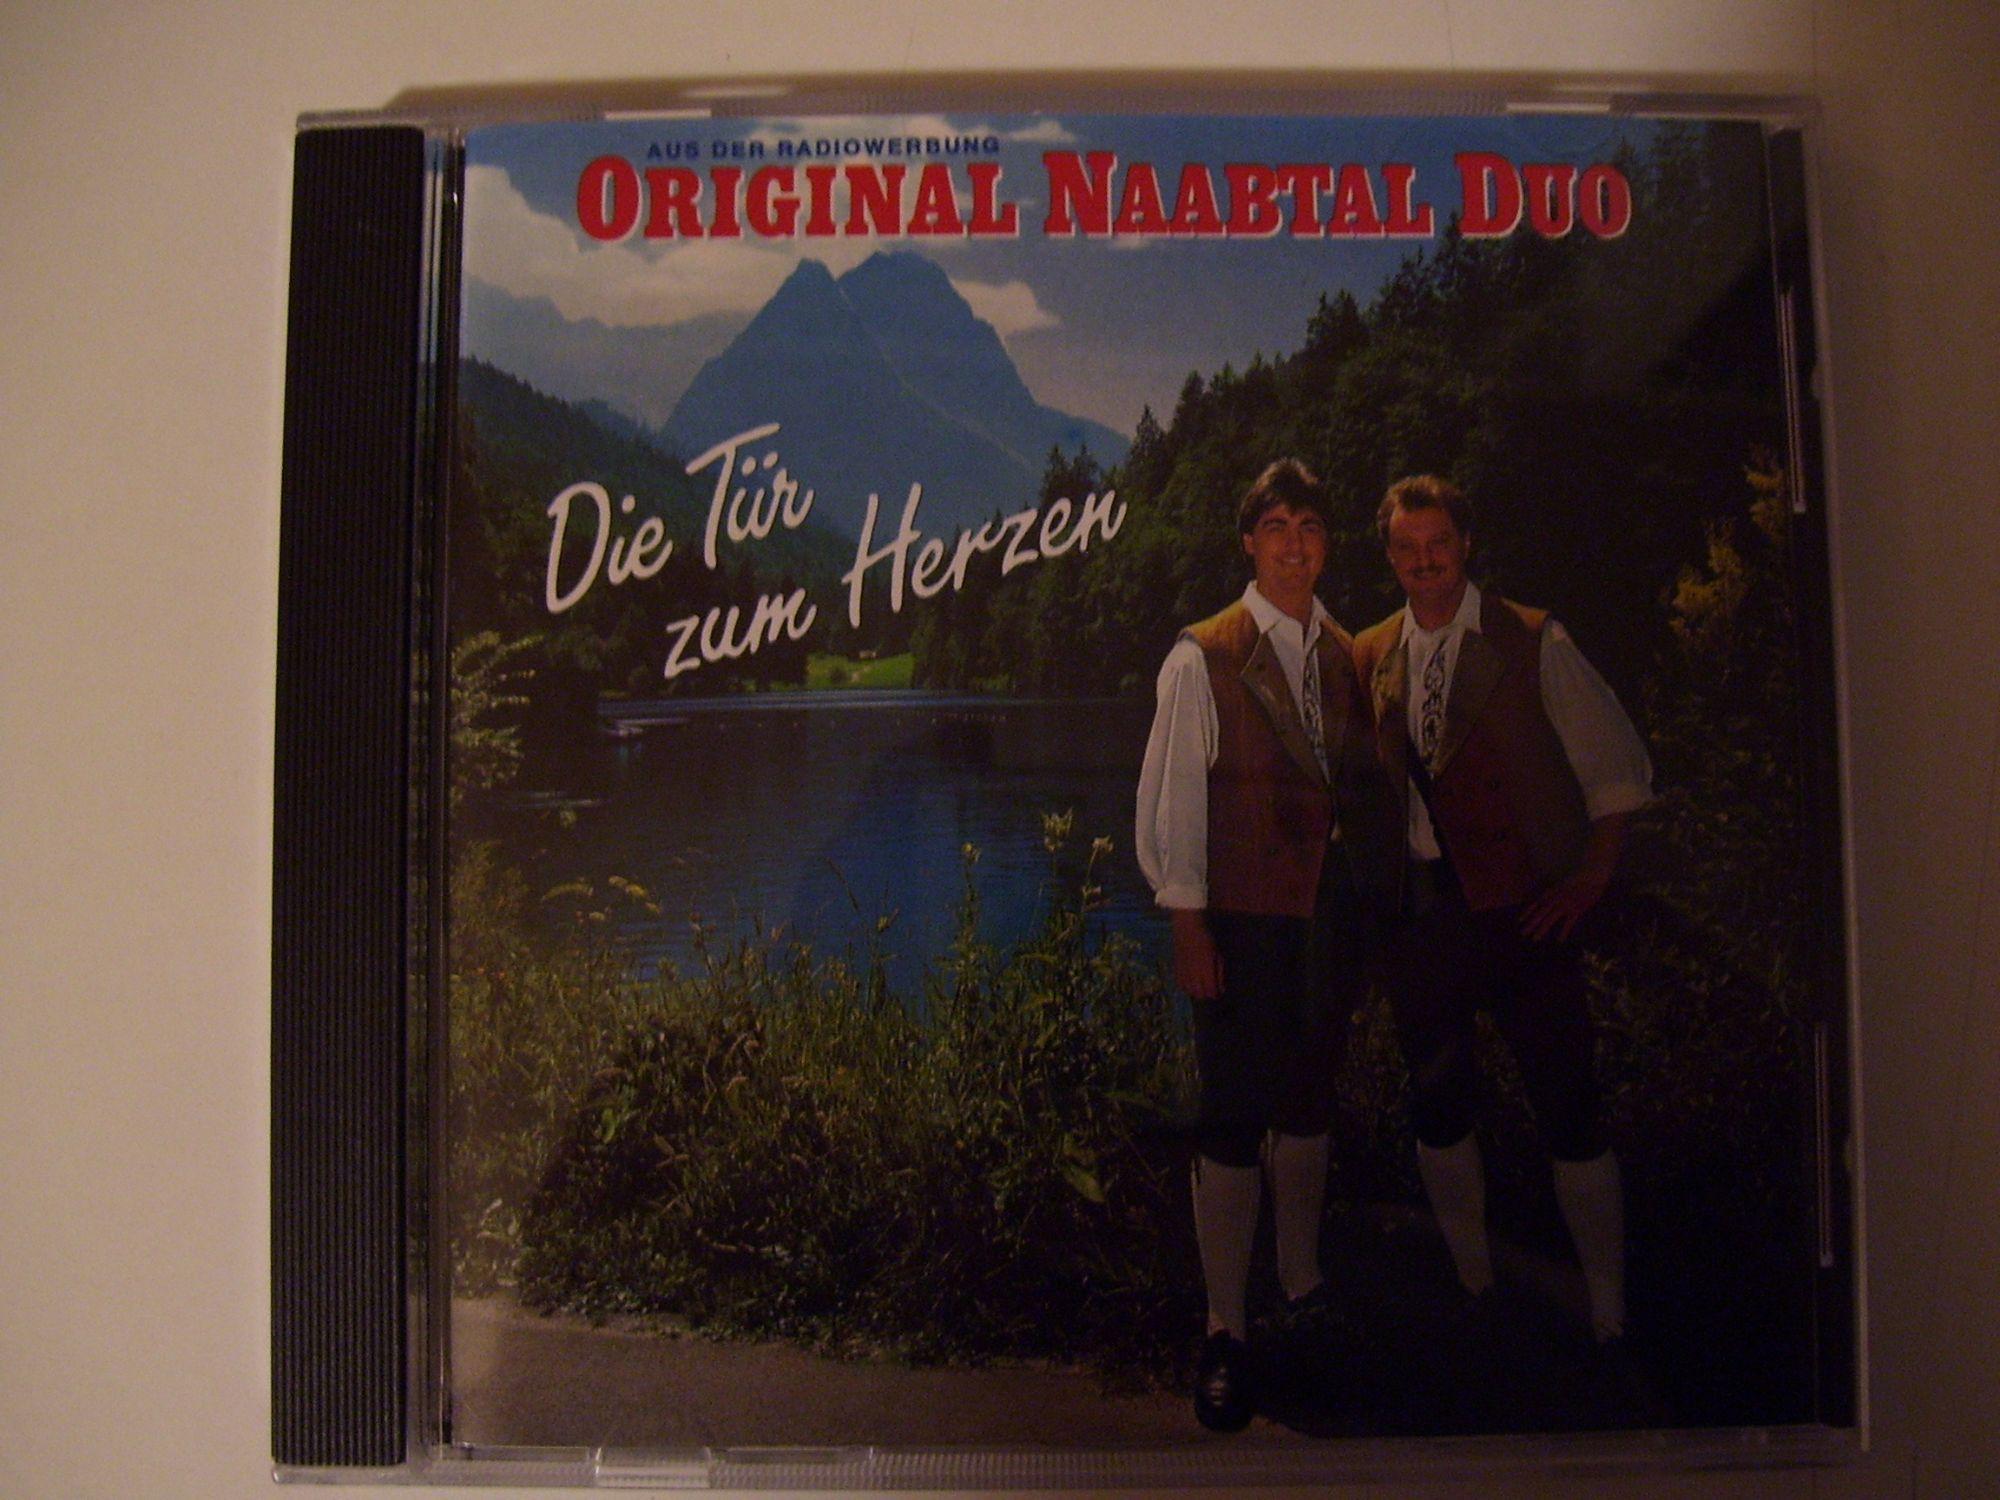 AUS DER RADIOWERBUNG
ORIGINAL NAABTAL DUO
Die Tür
zum Herzen